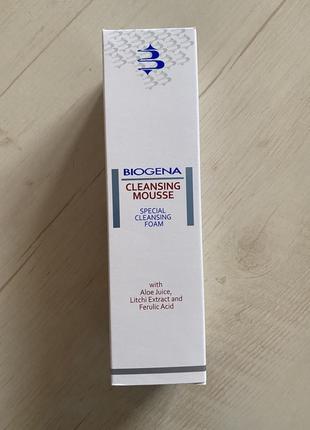 BIOGENA
CLEANSING
MOUSSE
SPECIAL
CLEANSING
FOAM
with
Aloe Juice,
Litchi Extract and
Ferulic Acid